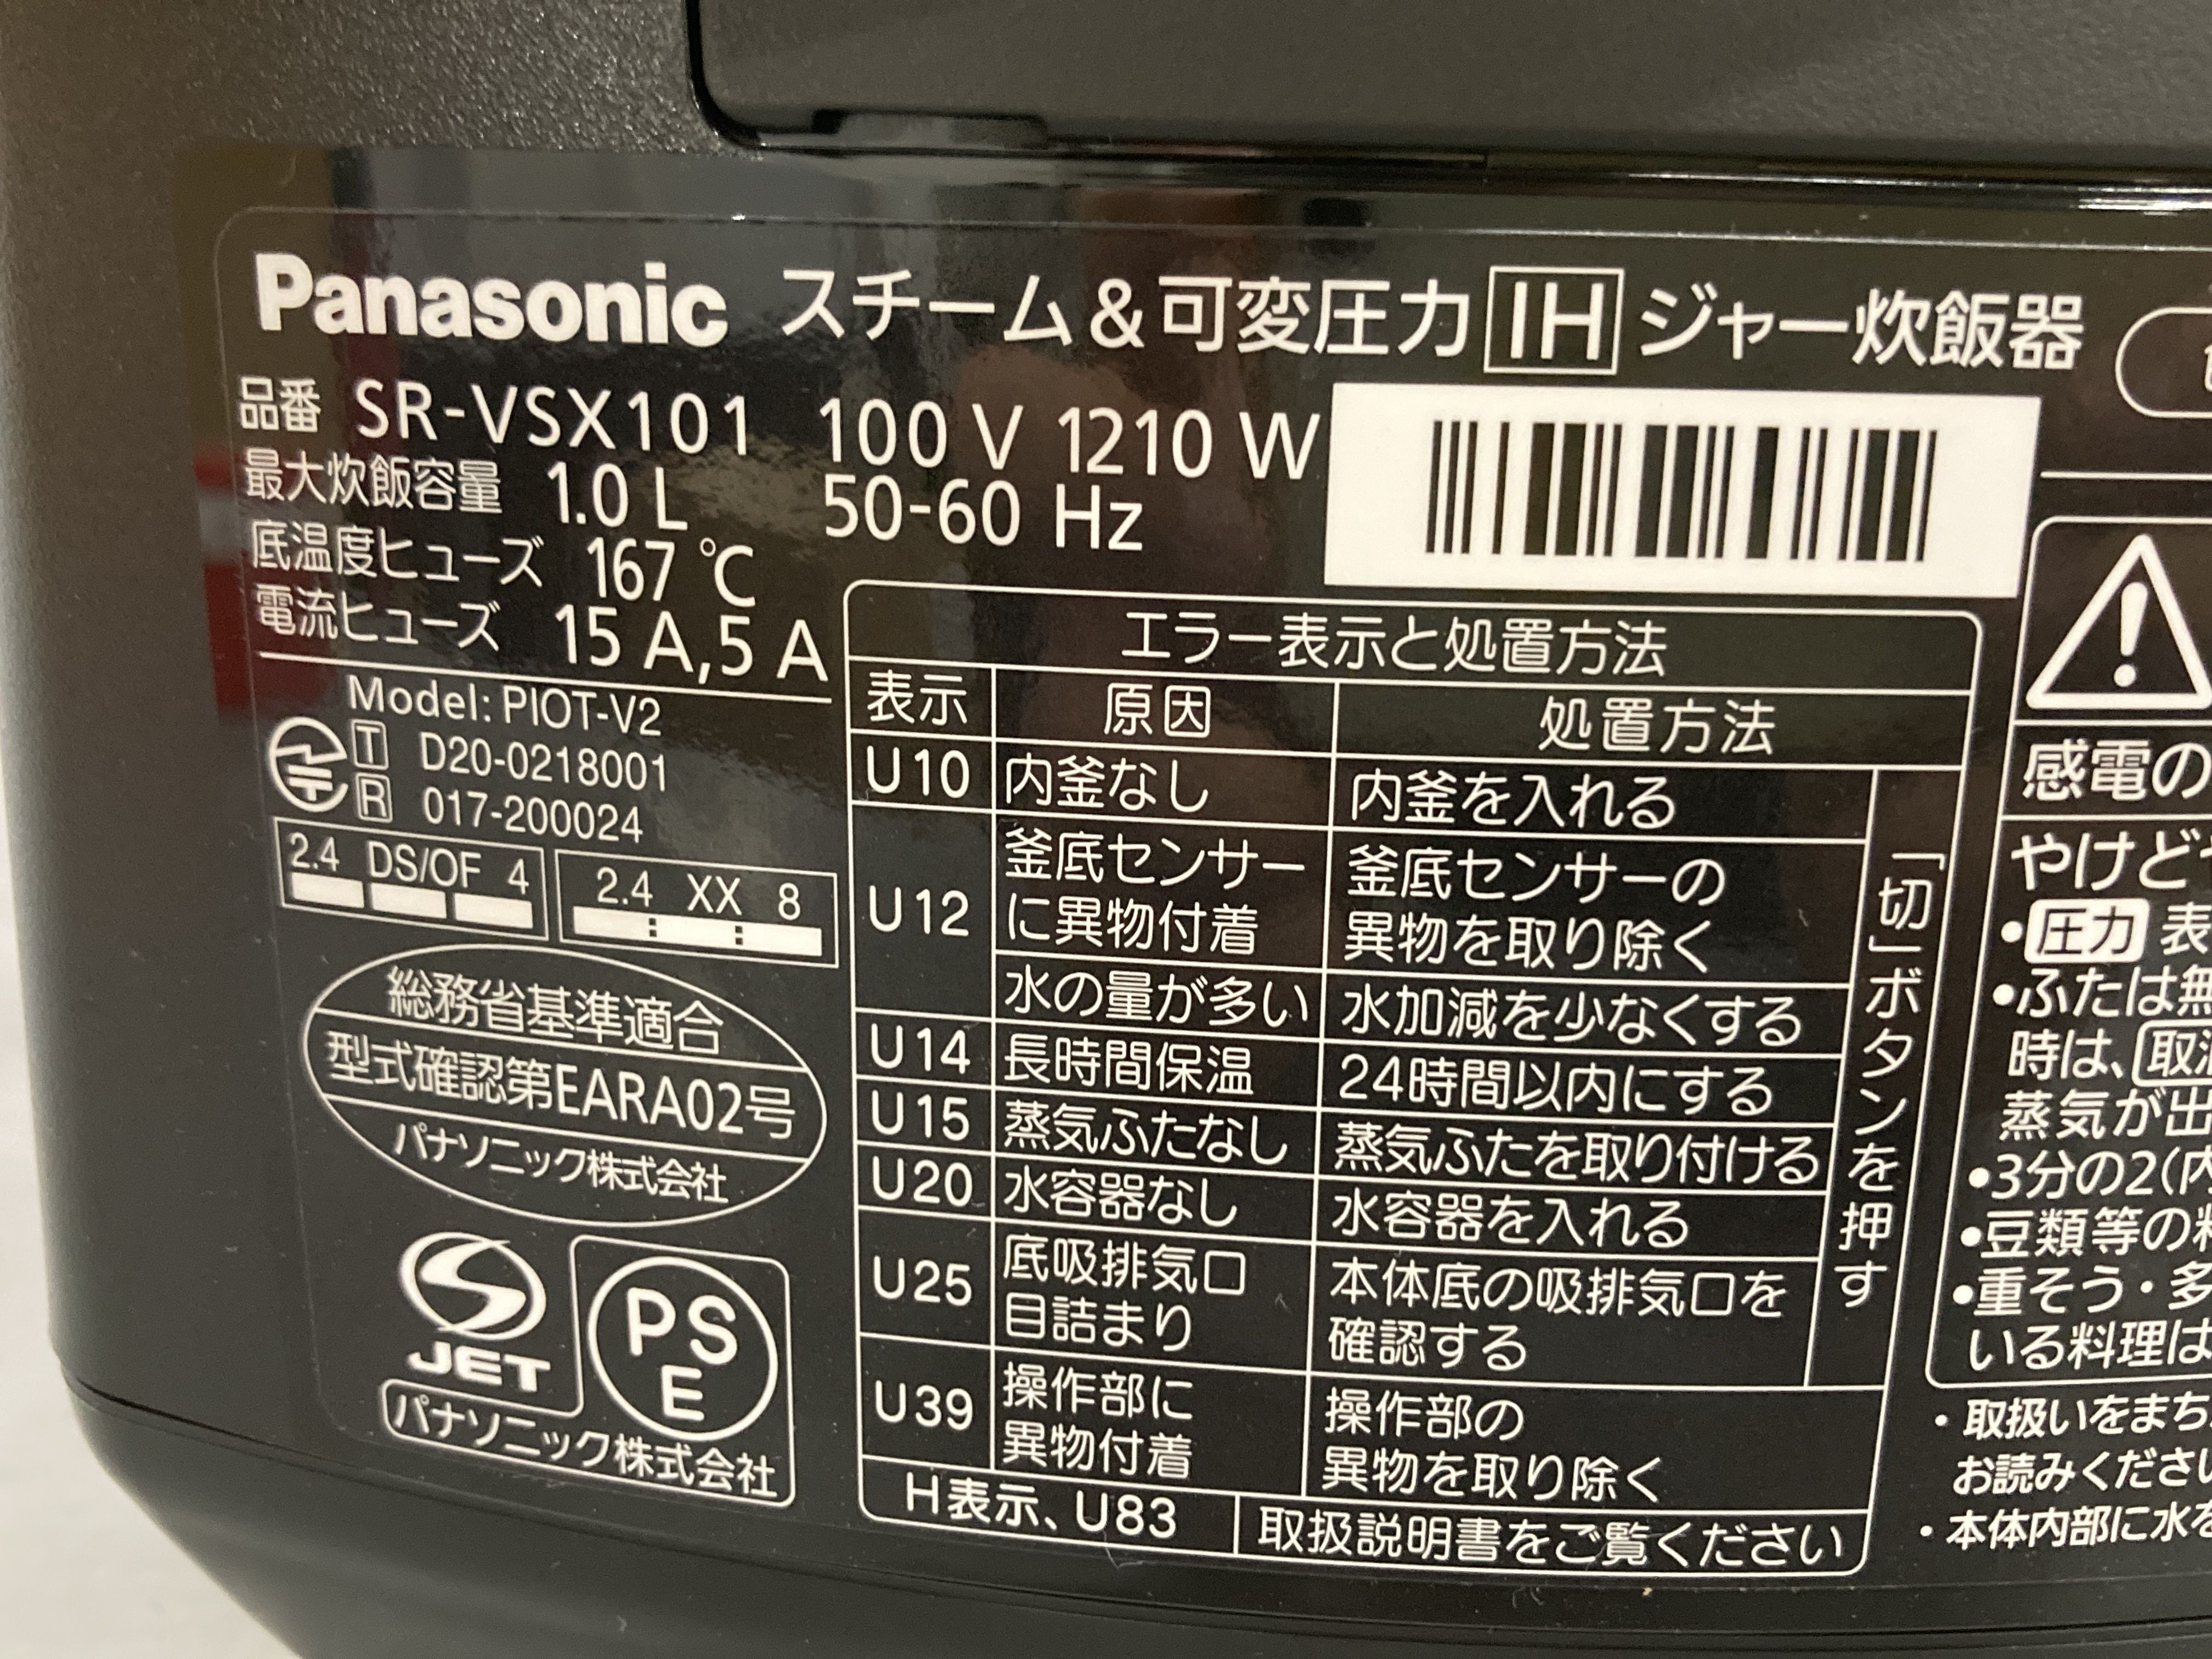 Panasonic スチーム&可変圧力 IH ジャー炊飯器
品番 SR-VSX101 100 V 1210 W
最大炊飯容量 1.0 L 50-60 Hz
底温度ヒューズ 167 ℃
電流ヒューズ 15 A,5 A
Model: PIOT-V2
T D20-0218001
R 017-200024
2.4 DS/OF 4
2.4 XX 8
総務省基準適合
型式確認第EARA02号
パナソニック株式会社
JET
PS
E
パナソニック株式会社
エラー表示と処置方法
表示 原因 処置方法
U10 内釜なし 内釜を入れる
U12 釜底センサー
に異物付着
釜底センサーの
異物を取り除く
水の量が多い 水加減を少なくする
U14 長時間保温 24時間以内にする
U15 蒸気ふたなし 蒸気ふたを取り付ける
U20 水容器なし 水容器を入れる
U25 底吸排気口
目詰まり
本体底の吸排気口を
確認する
「切」ボタンを押す
U39 操作部に
異物付着
操作部の
異物を取り除く
H表示、U83 取扱説明書をご覧ください
感電の
やけど
•圧力 表
•ふたは無
時は、取消
蒸気が出
•3分の2(内
•豆類等の料
•重そう・多
いる料理は
・取扱いをまち
お読みください
・本体内部に水を